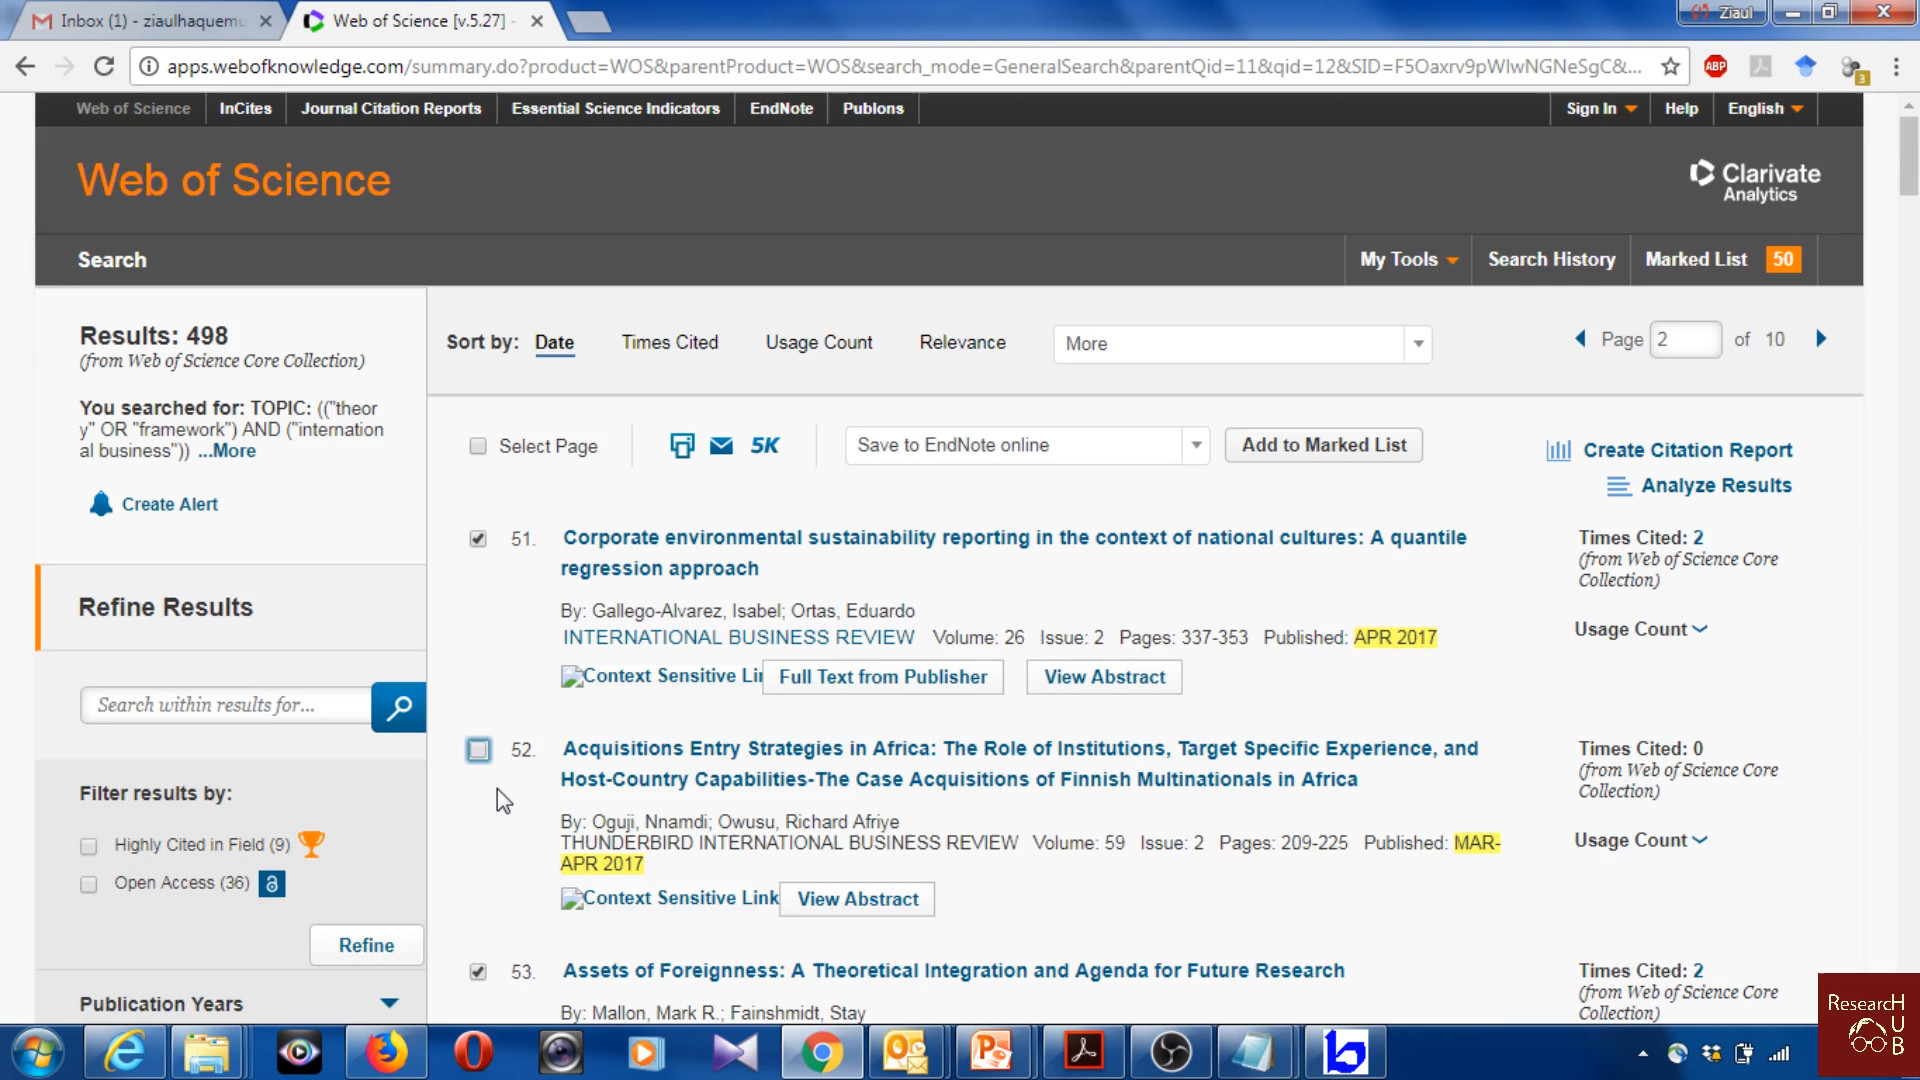 Inbox (1) - ziaulhaquemu
Web of Science [v.5.27] -
Ziaul
apps.webofknowledge.com/summary.do?product=WOS&parentProduct=WOS&search_mode=GeneralSearch&parentQid=11&qid=12&SID=F5Oaxrv9pWIwNGNeSgC&...
ABP
3
Web of Science InCites Journal Citation Reports Essential Science Indicators EndNote Publons Sign In Help English
Web of Science
Clarivate
Analytics
Search My Tools Search History Marked List 50
Results: 498
(from Web of Science Core Collection)
You searched for: TOPIC: (("theor
y" OR "framework") AND ("internation
al business")) ...More
Create Alert
Sort by: Date Times Cited Usage Count Relevance More
Page 2 of 10
Select Page 5K Save to EndNote online Add to Marked List
Create Citation Report
Analyze Results
Refine Results
Search within results for...
Filter results by:
Highly Cited in Field (9)
Open Access (36)
Refine
Publication Years
51. Corporate environmental sustainability reporting in the context of national cultures: A quantile
regression approach
By: Gallego-Alvarez, Isabel; Ortas, Eduardo
INTERNATIONAL BUSINESS REVIEW Volume: 26 Issue: 2 Pages: 337-353 Published: APR 2017
Context Sensitive Lin Full Text from Publisher View Abstract
Times Cited: 2
(from Web of Science Core
Collection)
Usage Count
52. Acquisitions Entry Strategies in Africa: The Role of Institutions, Target Specific Experience, and
Host-Country Capabilities-The Case Acquisitions of Finnish Multinationals in Africa
By: Oguji, Nnamdi; Owusu, Richard Afriye
THUNDERBIRD INTERNATIONAL BUSINESS REVIEW Volume: 59 Issue: 2 Pages: 209-225 Published: MAR-
APR 2017
Context Sensitive Link View Abstract
Times Cited: 0
(from Web of Science Core
Collection)
Usage Count
53. Assets of Foreignness: A Theoretical Integration and Agenda for Future Research
By: Mallon, Mark R.; Fainshmidt, Stay
Times Cited: 2
(from Web of Science Core
Collection)
ResearcH
U
B